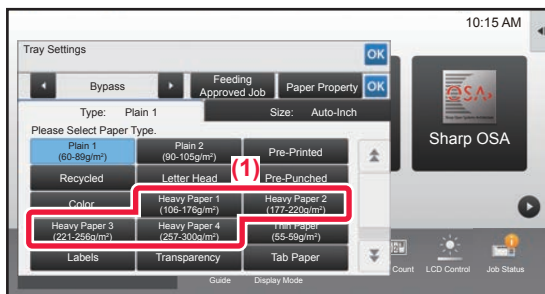 10:15 AM
Tray Settings
OK
Bypass
Feeding
Approved Job
Paper Property
OK
Type: Plain 1
Size: Auto-Inch
Please Select Paper Type.
Plain 1
(60-89g/m²)
Plain 2
(90-105g/m²)
Pre-Printed
Recycled
Letter Head
(1)
Pre-Punched
Color
Heavy Paper 1
(106-176g/m²)
Heavy Paper 2
(177-220g/m²)
Heavy Paper 3
(221-256g/m²)
Heavy Paper 4
(257-300g/m²)
Thin Paper
(55-59g/m²)
Labels
Transparency
Tab Paper
Sharp OSA
Count
LCD Control
Job Status
Guide
Display Mode